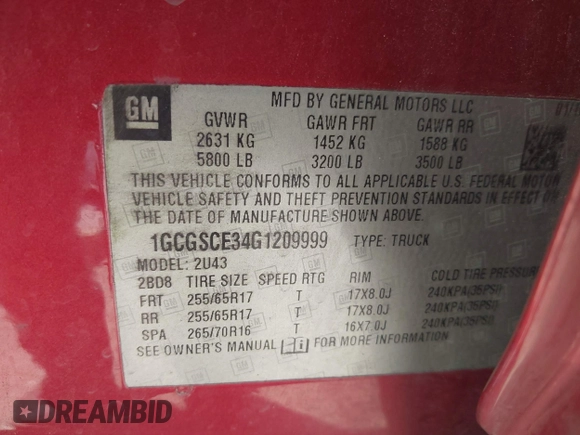 GM
MFD BY GENERAL MOTORS LLC
GVWR GAWR FRT GAWR RR
2631 KG 1452 KG 1588 KG
5800 LB 3200 LB 3500 LB
THIS VEHICLE CONFORMS TO ALL APPLICABLE U.S. FEDERAL MOTOR
VEHICLE SAFETY AND THEFT PREVENTION STANDARDS IN EFFECT ON
THE DATE OF MANUFACTURE SHOWN ABOVE.
1GCGSCE34G1209999 TYPE: TRUCK
MODEL: 2U43
2BD8 TIRE SIZE SPEED RTG RIM COLD TIRE PRESSURE
FRT 255/65R17 T 17X8.0J 240KPA(35PSI)
RR 255/65R17 T 17X8.0J 240KPA(35PSI)
SPA 265/70R16 T 16X7.0J 240KPA(35PSI)
SEE OWNER'S MANUAL FOR MORE INFORMATION
DREAMBID